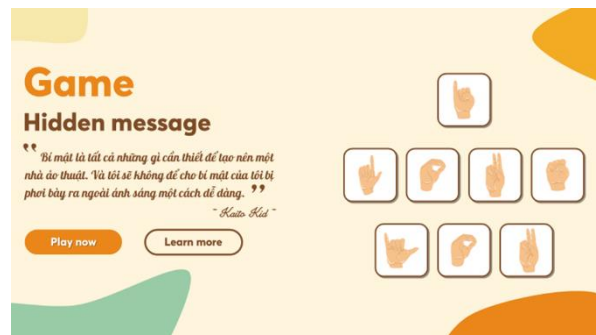 Game
Hidden message
" Bí mật là tất cả những gì cần thiết để tạo nên một
nhà ảo thuật. Và tôi sẽ không để cho bí mật của tôi bị
phơi bày ra ngoài ánh sáng một cách dễ dàng. "
~ Kaito Kid ~
Play now
Learn more